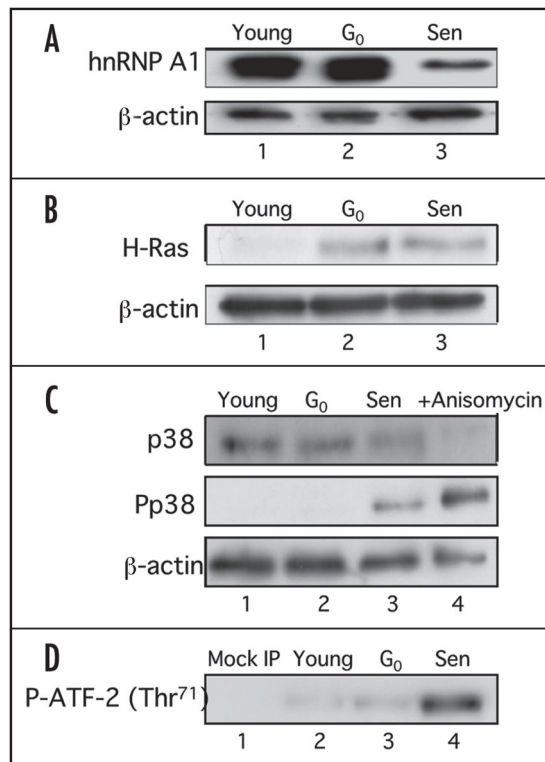 A
Young G₀ Sen
hnRNP A1
β-actin
1 2 3
B
Young G₀ Sen
H-Ras
β-actin
1 2 3
C
Young G₀ Sen +Anisomycin
p38
Pp38
β-actin
1 2 3 4
D
Mock IP Young G₀ Sen
P-ATF-2 (Thr⁷¹)
1 2 3 4